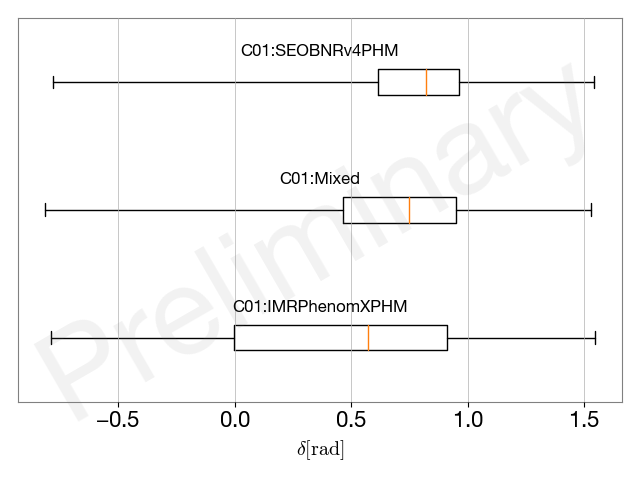 C01:SEOBNRv4PHM
C01:Mixed
C01:IMRPhenomXPHM
Preliminary
−0.5 0.0 0.5 1.0 1.5
δ[rad]